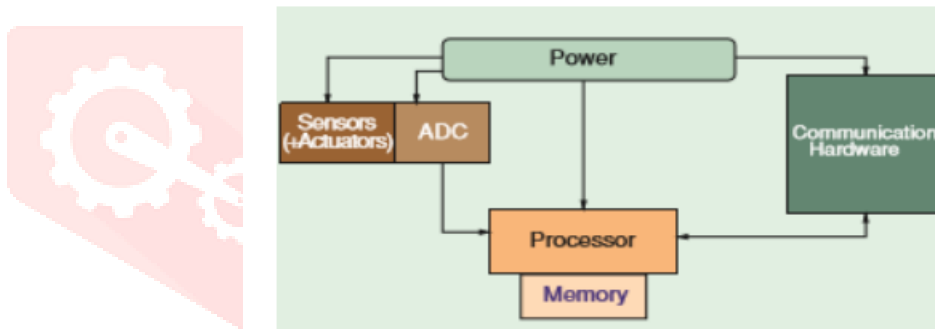 Power
Sensors
(+Actuators)
ADC
Communication
Hardware
Processor
Memory